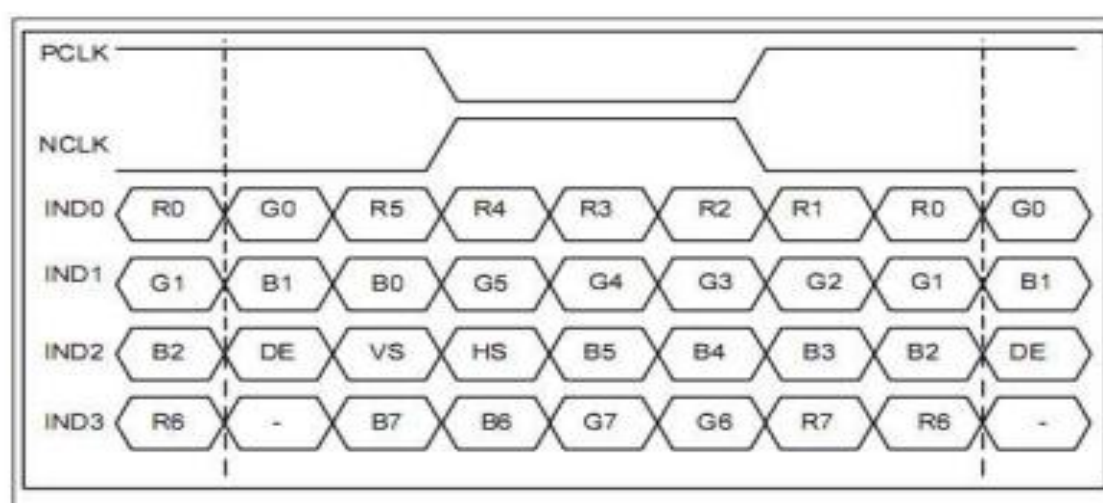 PCLK
NCLK
IND0 R0 G0 R5 R4 R3 R2 R1 R0 G0
IND1 G1 B1 B0 G5 G4 G3 G2 G1 B1
IND2 B2 DE VS HS B5 B4 B3 B2 DE
IND3 R6 - B7 B6 G7 G6 R7 R6 -